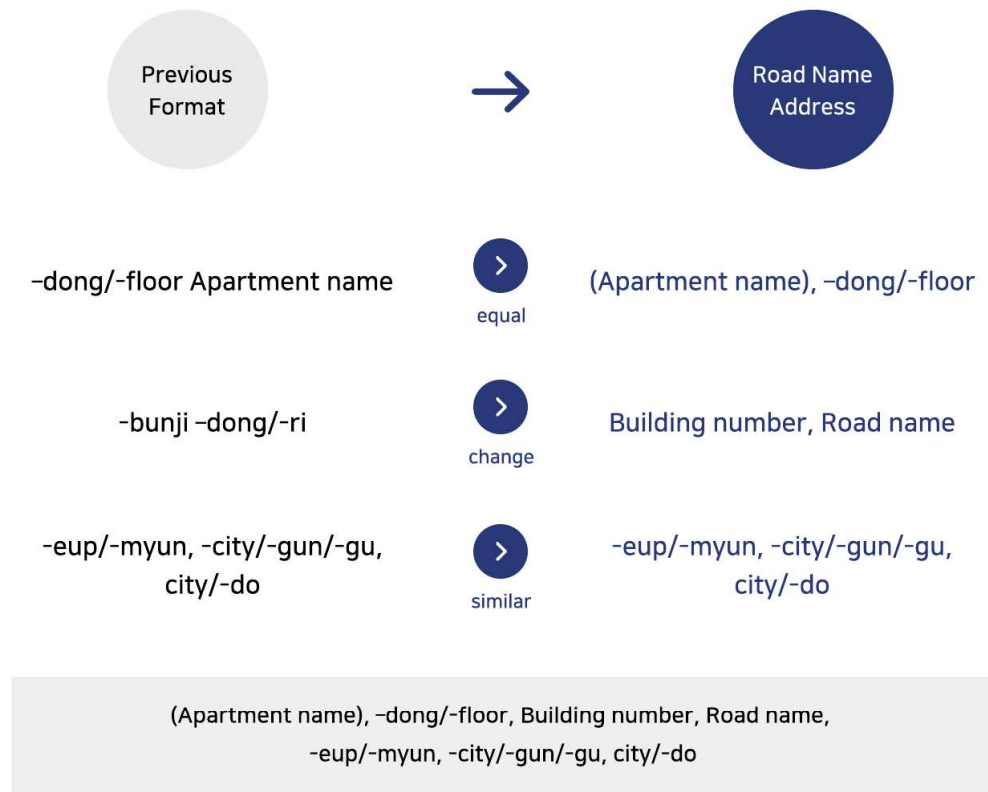 Previous
Format
Road Name
Address
–dong/-floor Apartment name
equal
(Apartment name), –dong/-floor
-bunji –dong/-ri
change
Building number, Road name
-eup/-myun, -city/-gun/-gu,
city/-do
similar
-eup/-myun, -city/-gun/-gu,
city/-do
(Apartment name), –dong/-floor, Building number, Road name,
-eup/-myun, -city/-gun/-gu, city/-do